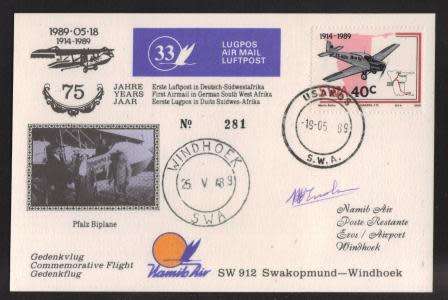 1989-05-18
1914-1989
75
JAHRE
YEARS
JAAR
33
LUGPOS
AIR MAIL
LUFTPOST
Erste Luftpost in Deutsch-Südwestafrika
First Airmail in German South West Afrika
Eerste Lugpos in Duits Suidwes-Afrika
No 281
1914-1989
40c
USAKOS
-18-05 89
S.W.A.
WINDHOEK
25 V 89
SWA
Pfalz Biplane
Namib Air
Poste Restante
Eros / Airport
Windhoek
Gedenkvlug
Commemorative Flight
Gedenkflug
Namib Air
SW 912 Swakopmund—Windhoek